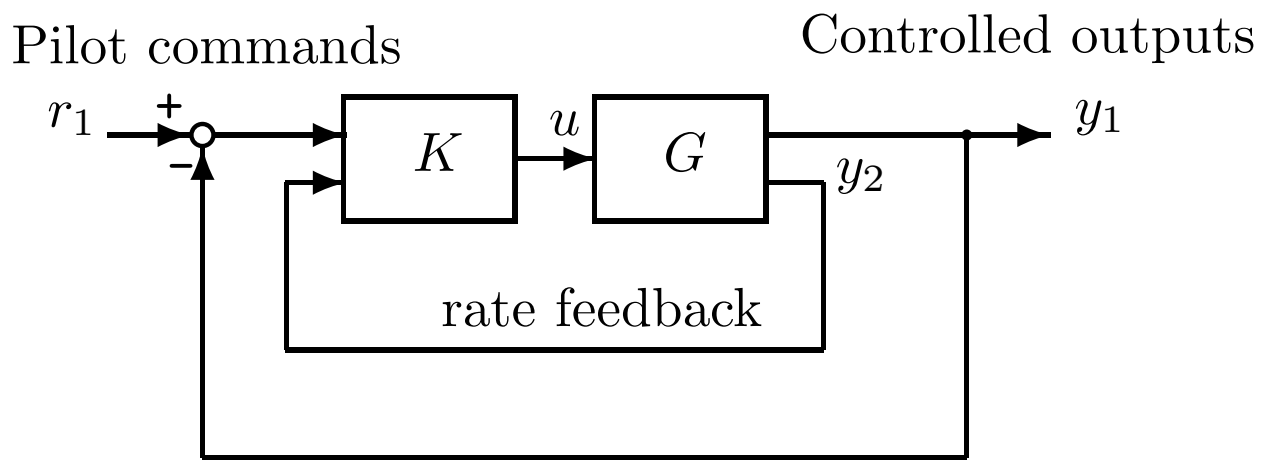 Pilot commands
Controlled outputs
r₁
+
−
K
u
G
y₁
y₂
rate feedback